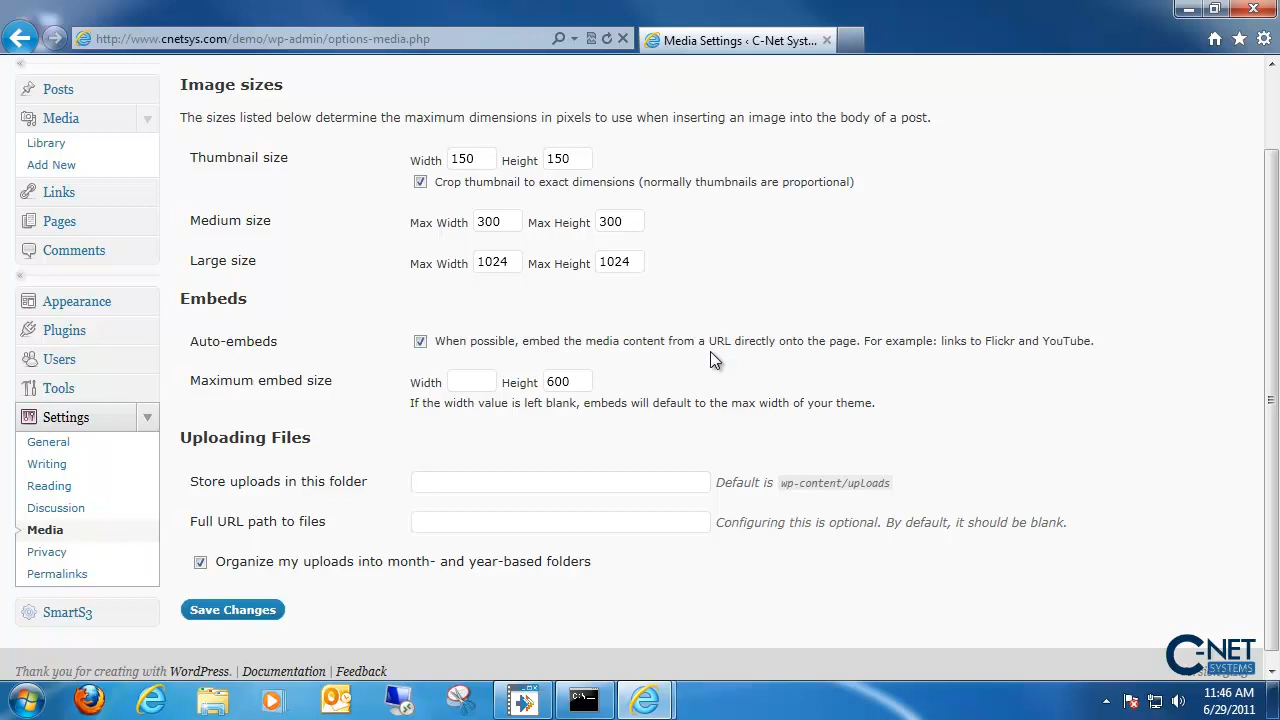 http://www.cnetsys.com/demo/wp-admin/options-media.php
Media Settings ‹ C-Net Syst...
Posts
Media
Library
Add New
Links
Pages
Comments
Appearance
Plugins
Users
Tools
Settings
General
Writing
Reading
Discussion
Media
Privacy
Permalinks
SmartS3
Image sizes
The sizes listed below determine the maximum dimensions in pixels to use when inserting an image into the body of a post.
Thumbnail size Width 150 Height 150
Crop thumbnail to exact dimensions (normally thumbnails are proportional)
Medium size Max Width 300 Max Height 300
Large size Max Width 1024 Max Height 1024
Embeds
Auto-embeds When possible, embed the media content from a URL directly onto the page. For example: links to Flickr and YouTube.
Maximum embed size Width Height 600
If the width value is left blank, embeds will default to the max width of your theme.
Uploading Files
Store uploads in this folder Default is wp-content/uploads
Full URL path to files Configuring this is optional. By default, it should be blank.
Organize my uploads into month- and year-based folders
Save Changes
Thank you for creating with WordPress. | Documentation | Feedback
C-NET
SYSTEMS
11:46 AM
6/29/2011